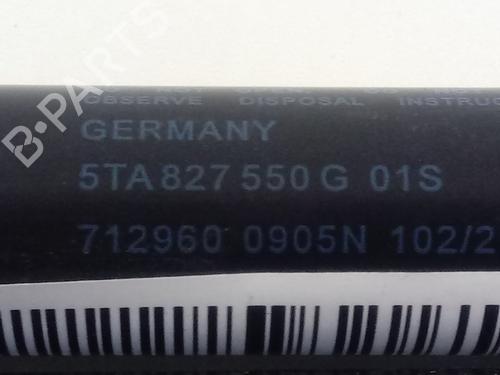 OBSERVE DISPOSAL INSTRU
GERMANY
5TA 827 550 G 01S
712960 0905N 102/2
B-PARTS